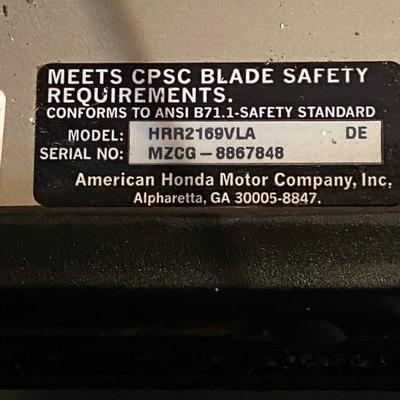 MEETS CPSC BLADE SAFETY
REQUIREMENTS.
CONFORMS TO ANSI B71.1-SAFETY STANDARD
MODEL: HRR2169VLA DE
SERIAL NO: MZCG-8867848
American Honda Motor Company, Inc.
Alpharetta, GA 30005-8847.